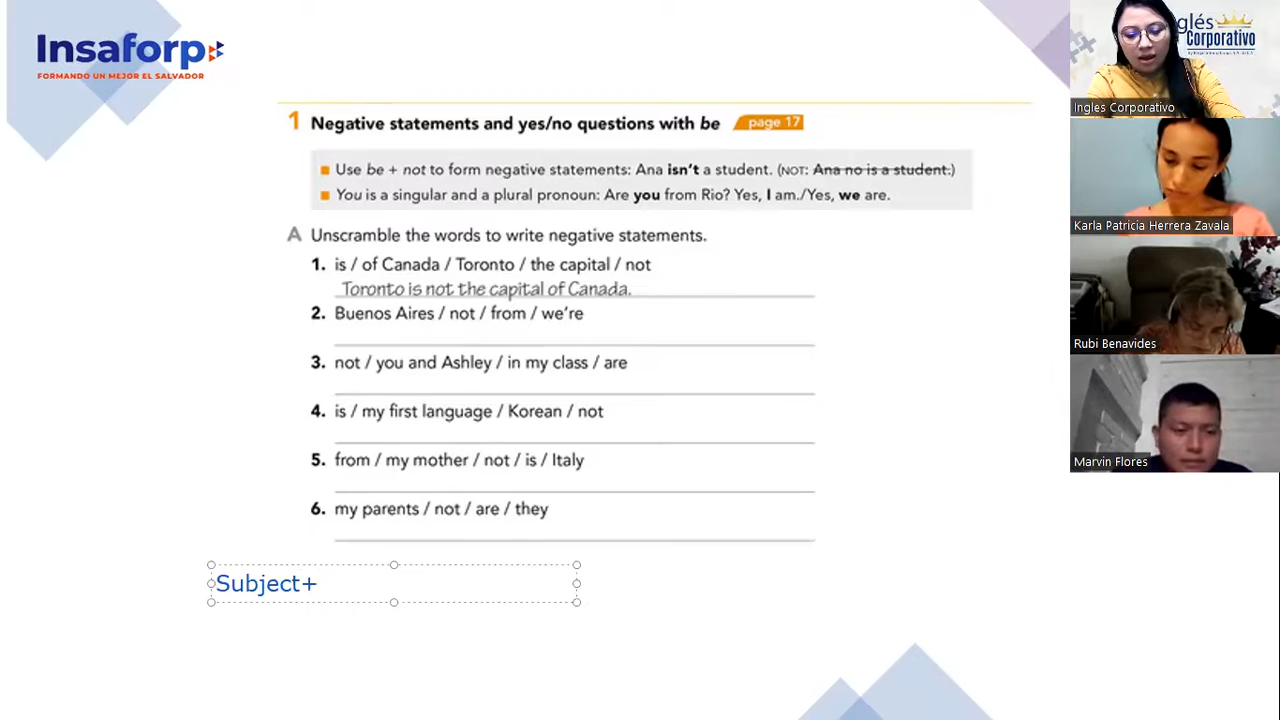 Insaforp
FORMANDO UN MEJOR EL SALVADOR
1 Negative statements and yes/no questions with be page 17
Use be + not to form negative statements: Ana isn't a student. (NOT: Ana no is a student.)
You is a singular and a plural pronoun: Are you from Rio? Yes, I am./Yes, we are.
A Unscramble the words to write negative statements.
1. is / of Canada / Toronto / the capital / not
Toronto is not the capital of Canada.
2. Buenos Aires / not / from / we're
3. not / you and Ashley / in my class / are
4. is / my first language / Korean / not
5. from / my mother / not / is / Italy
6. my parents / not / are / they
Subject+
glés
Corporativo
Ingles Corporativo
Karla Patricía Herrera Zavala
Rubi Benavides
Marvin Flores